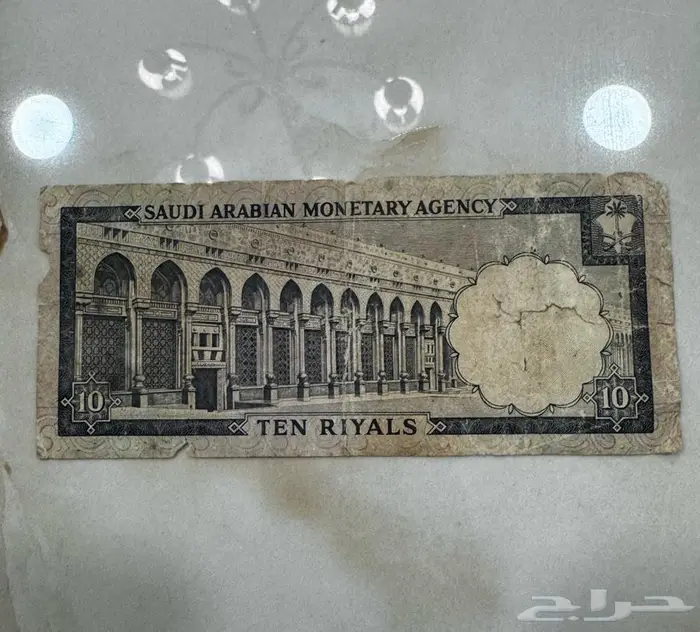 SAUDI ARABIAN MONETARY AGENCY
10
10
TEN RIYALS
حراج